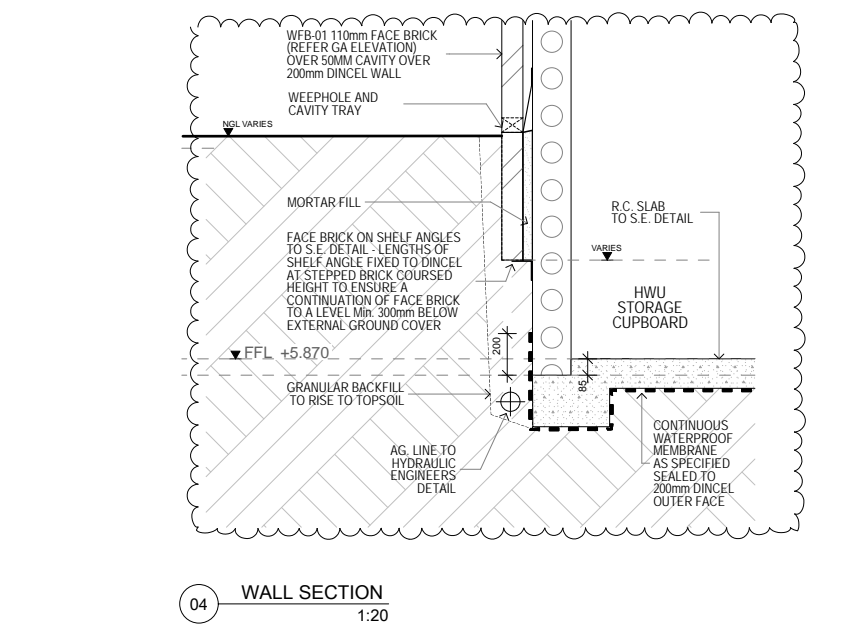 WFB-01 110mm FACE BRICK
(REFER GA ELEVATION)
OVER 50MM CAVITY OVER
200mm DINCEL WALL
WEEPHOLE AND
CAVITY TRAY
NGL VARIES
MORTAR FILL
R.C. SLAB
TO S.E. DETAIL
FACE BRICK ON SHELF ANGLES
TO S.E. DETAIL - LENGTHS OF
SHELF ANGLE FIXED TO DINCEL
AT STEPPED BRICK COURSED
HEIGHT TO ENSURE A
CONTINUATION OF FACE BRICK
TO A LEVEL Min. 300mm BELOW
EXTERNAL GROUND COVER
VARIES
HWU
STORAGE
CUPBOARD
200
FFL +5.870
85
GRANULAR BACKFILL
TO RISE TO TOPSOIL
AG. LINE TO
HYDRAULIC
ENGINEERS
DETAIL
CONTINUOUS
WATERPROOF
MEMBRANE
AS SPECIFIED
SEALED TO
200mm DINCEL
OUTER FACE
04 WALL SECTION
1:20